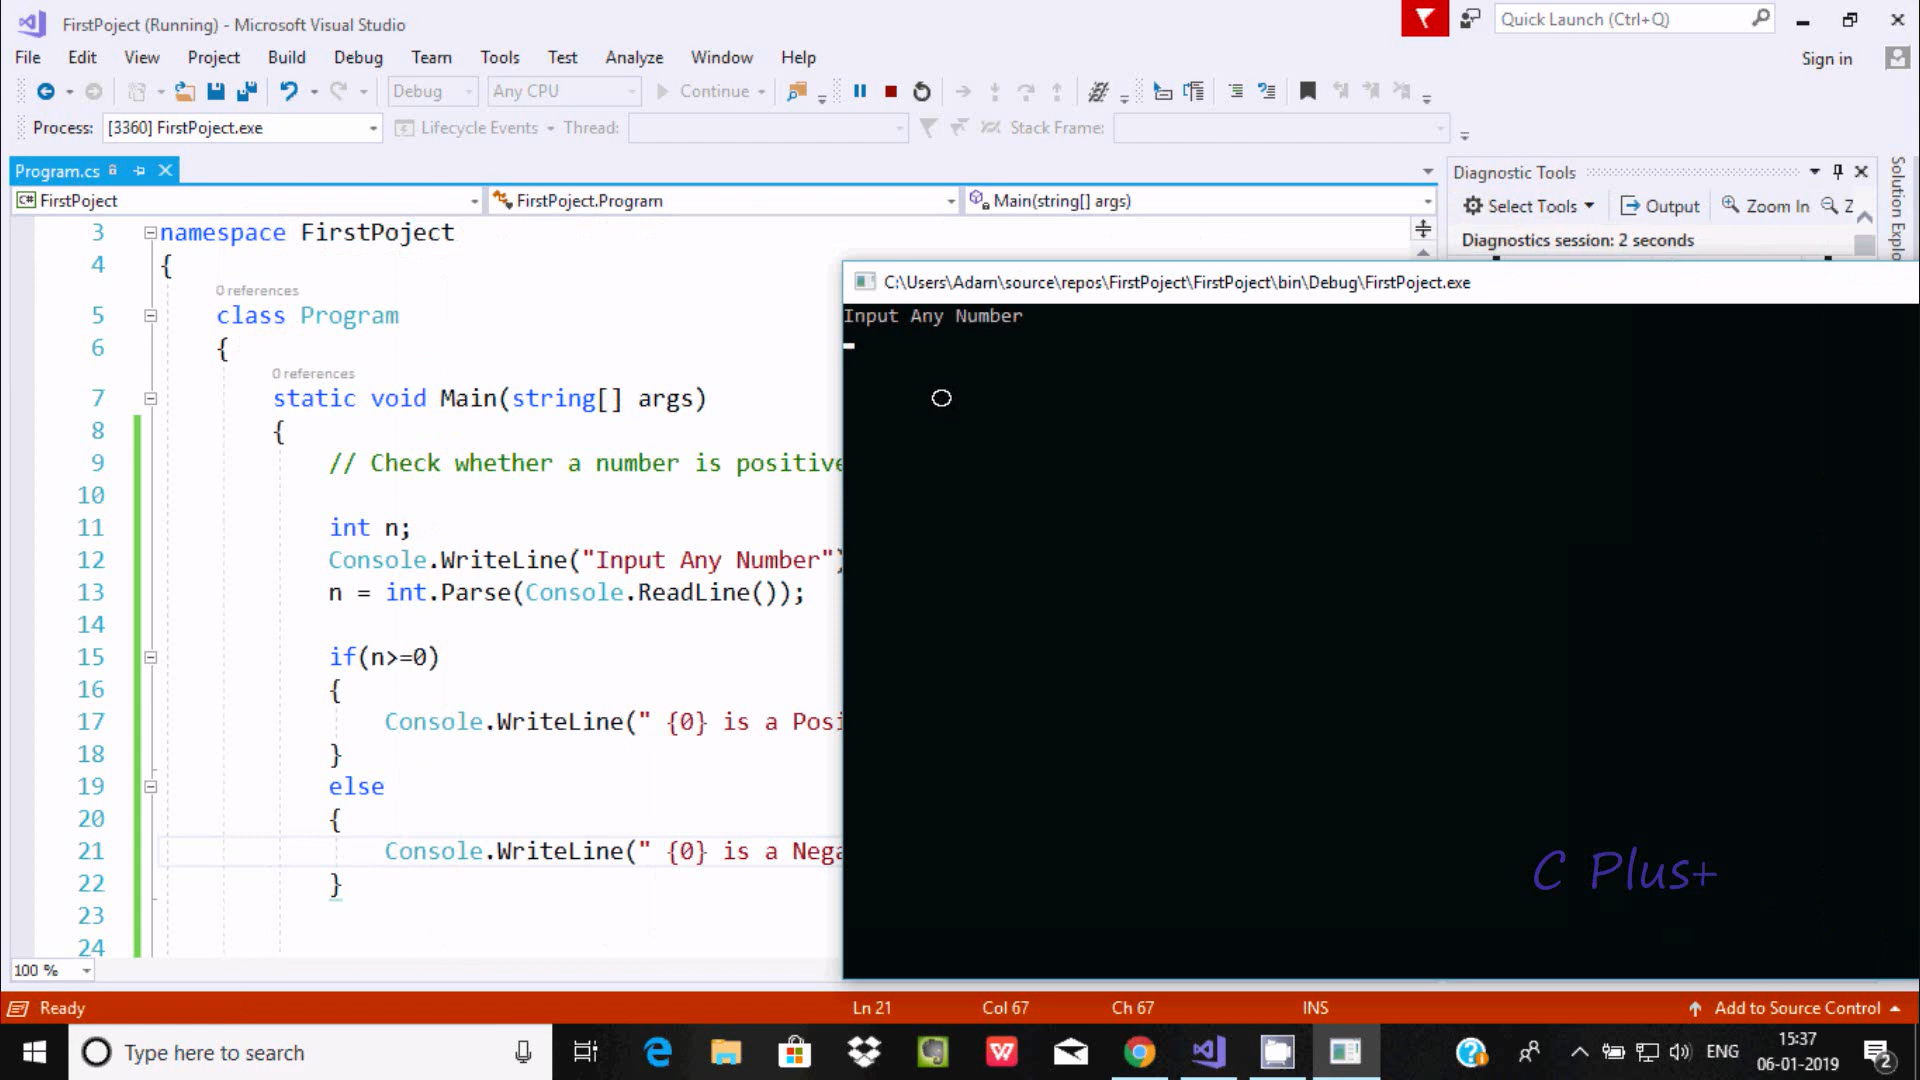 FirstPoject (Running) - Microsoft Visual Studio
Quick Launch (Ctrl+Q)
File Edit View Project Build Debug Team Tools Test Analyze Window Help
Sign in
Debug Any CPU Continue
Process: [3360] FirstPoject.exe Lifecycle Events Thread: Stack Frame:
Program.cs
Diagnostic Tools
C# FirstPoject FirstPoject.Program Main(string[] args)
Select Tools Output Zoom In Z
Diagnostics session: 2 seconds
Solution Explo
3 namespace FirstPoject
4 {
0 references
5 class Program
6 {
0 references
7 static void Main(string[] args)
8 {
9 // Check whether a number is positive
10
11 int n;
12 Console.WriteLine("Input Any Number")
13 n = int.Parse(Console.ReadLine());
14
15 if(n>=0)
16 {
17 Console.WriteLine(" {0} is a Posi
18 }
19 else
20 {
21 Console.WriteLine(" {0} is a Nega
22 }
23
24
C:\Users\Adam\source\repos\FirstPoject\FirstPoject\bin\Debug\FirstPoject.exe
Input Any Number
C Plus+
100 %
Ready Ln 21 Col 67 Ch 67 INS Add to Source Control
Type here to search
ENG
15:37
06-01-2019
2